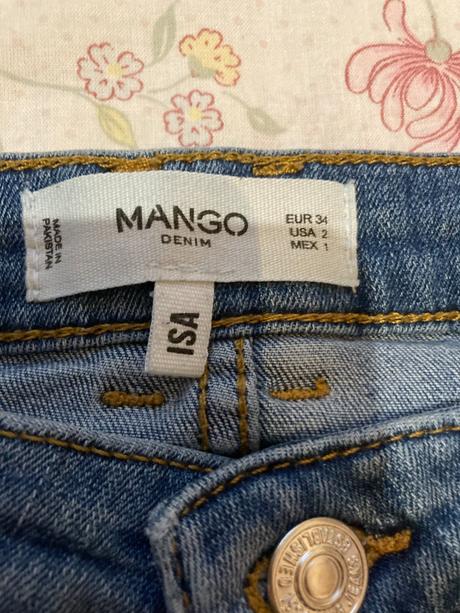 MANGO
DENIM
EUR 34
USA 2
MEX 1
MADE IN
PAKISTAN
ISA